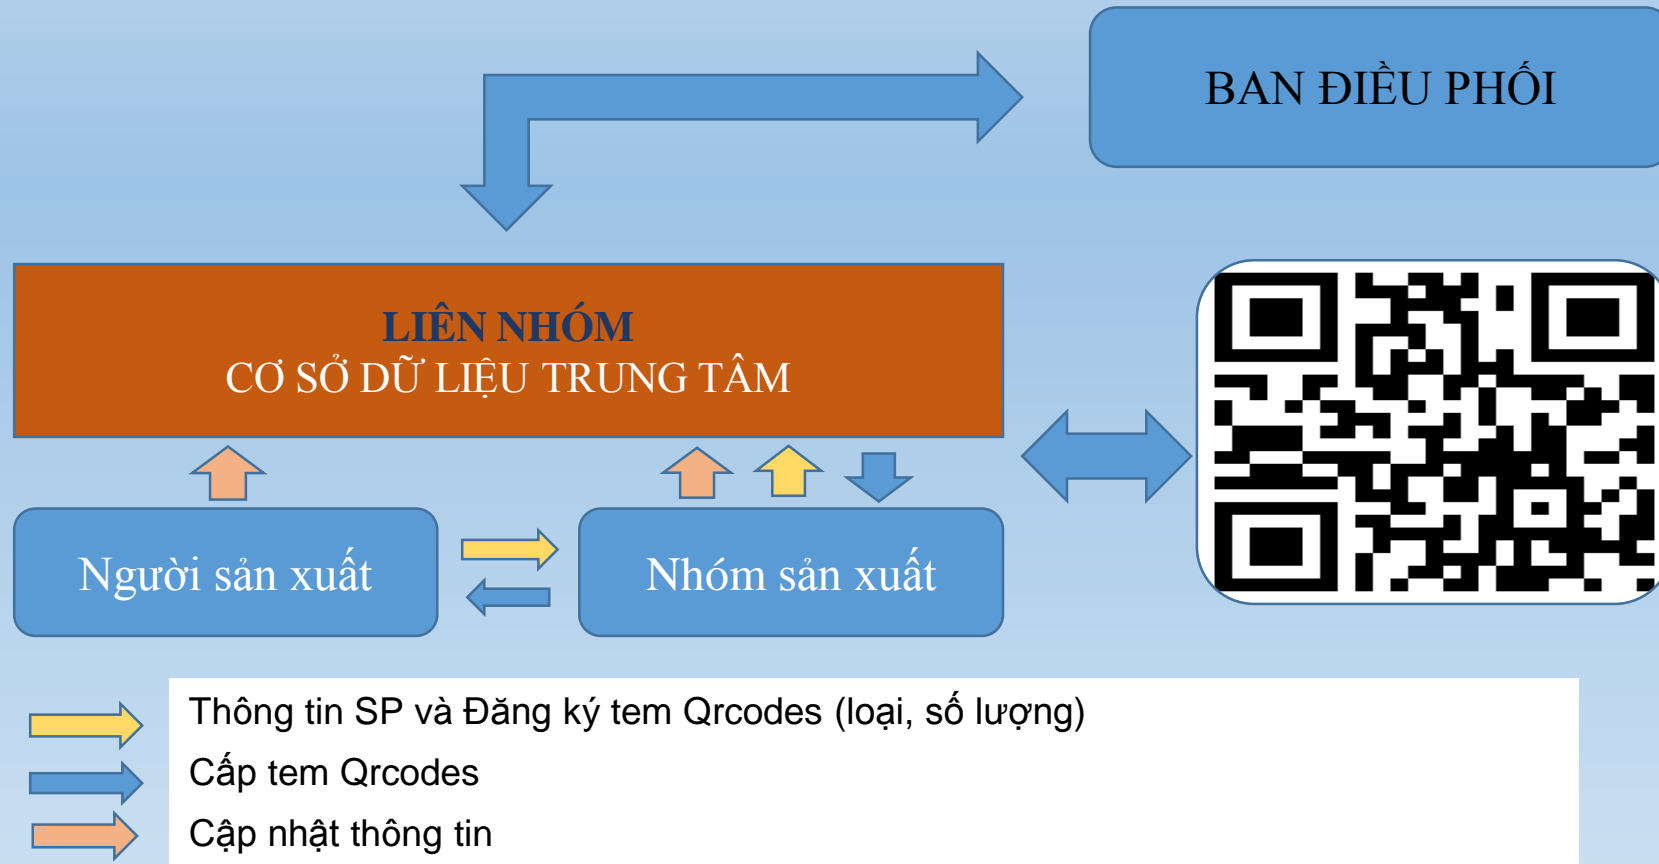 BAN ĐIỀU PHỐI
LIÊN NHÓM
CƠ SỞ DỮ LIỆU TRUNG TÂM
Người sản xuất
Nhóm sản xuất
Thông tin SP và Đăng ký tem Qrcodes (loại, số lượng)
Cấp tem Qrcodes
Cập nhật thông tin